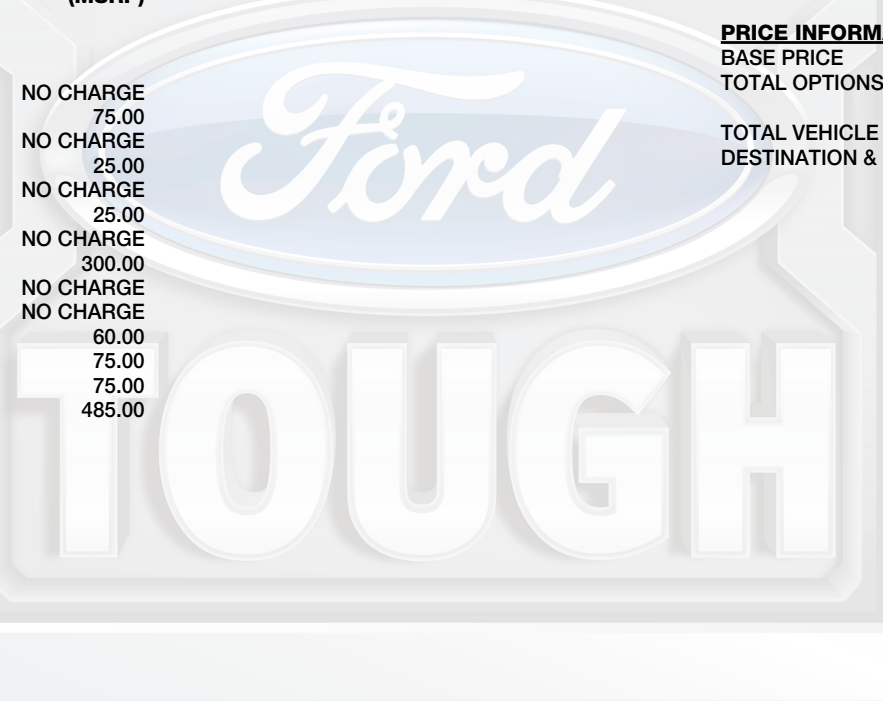 (MSRP)
NO CHARGE
75.00
NO CHARGE
25.00
NO CHARGE
25.00
NO CHARGE
300.00
NO CHARGE
NO CHARGE
60.00
75.00
75.00
485.00
PRICE INFORMA
BASE PRICE
TOTAL OPTIONS
TOTAL VEHICLE
DESTINATION &
Ford
TOUGH